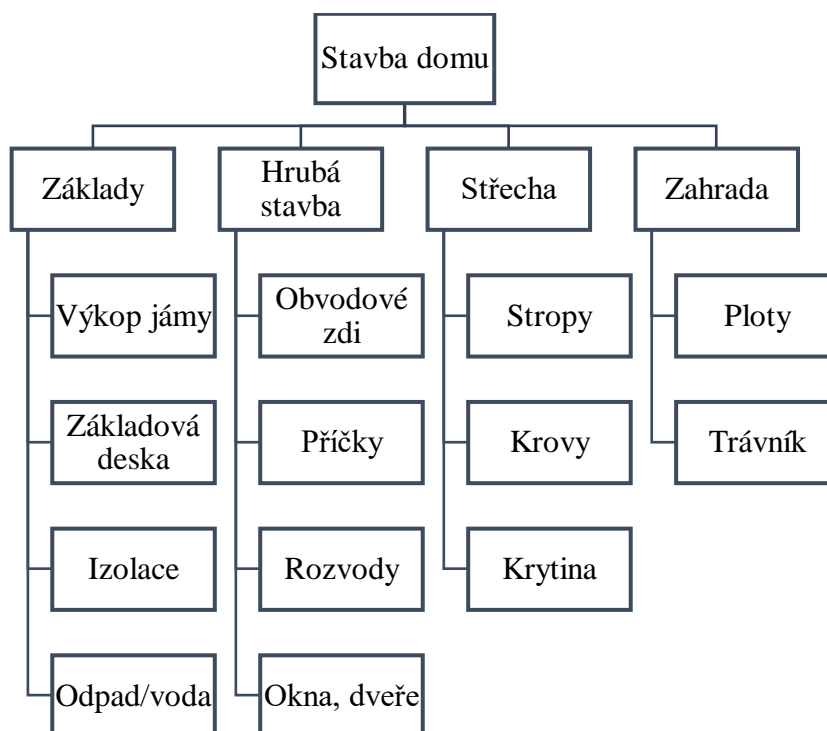 Stavba domu
Základy
Hrubá
stavba
Střecha
Zahrada
Výkop jámy
Obvodové
zdi
Stropy
Ploty
Základová
deska
Příčky
Krovy
Trávník
Izolace
Rozvody
Krytina
Odpad/voda
Okna, dveře